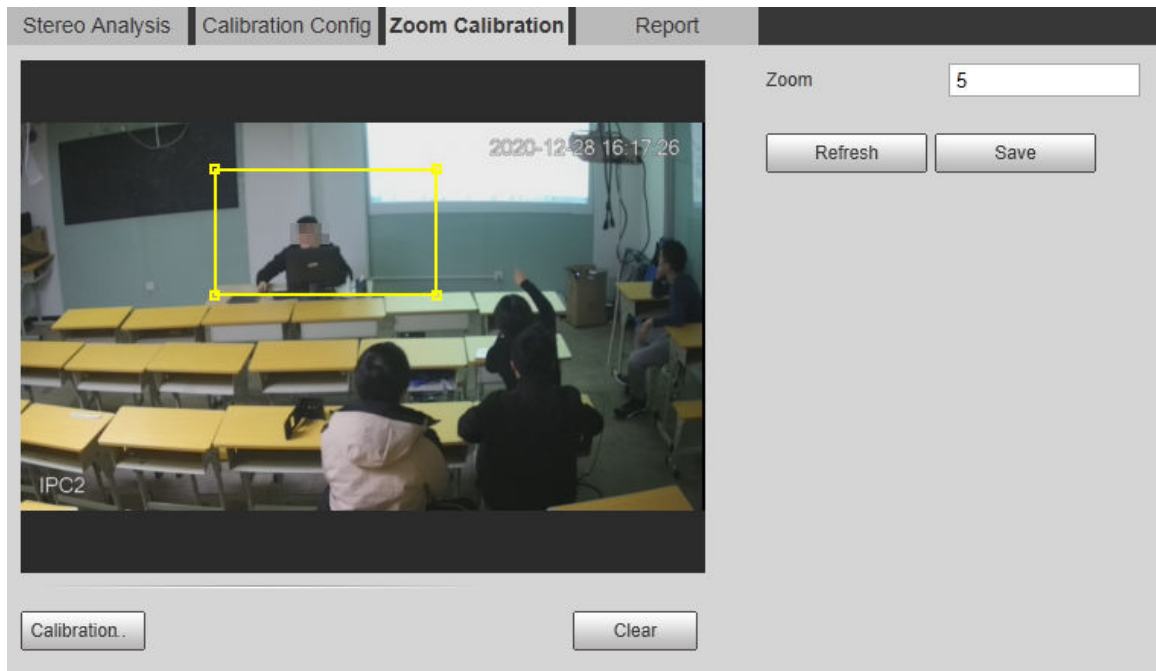 Stereo Analysis Calibration Config Zoom Calibration Report
Zoom 5
2020-12-28 16:17:26
Refresh Save
IPC2
Calibration..
Clear